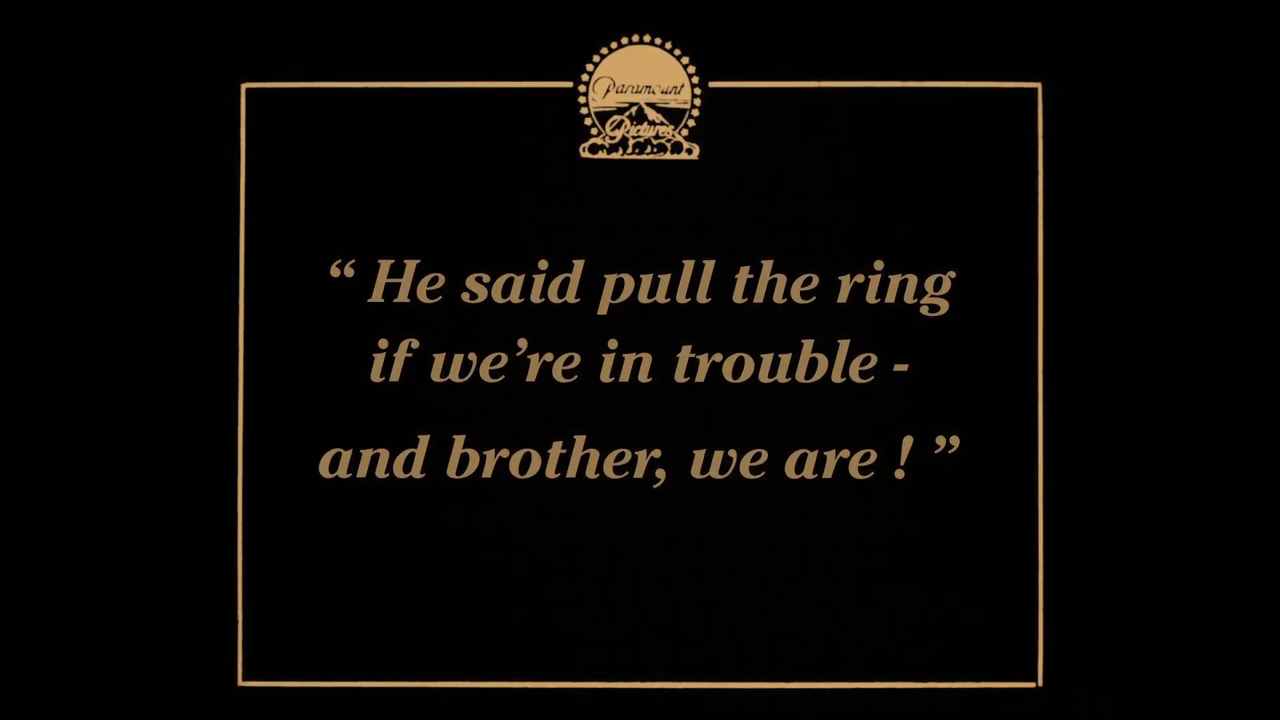 Paramount
Pictures
“ He said pull the ring
if we’re in trouble -
and brother, we are ! ”